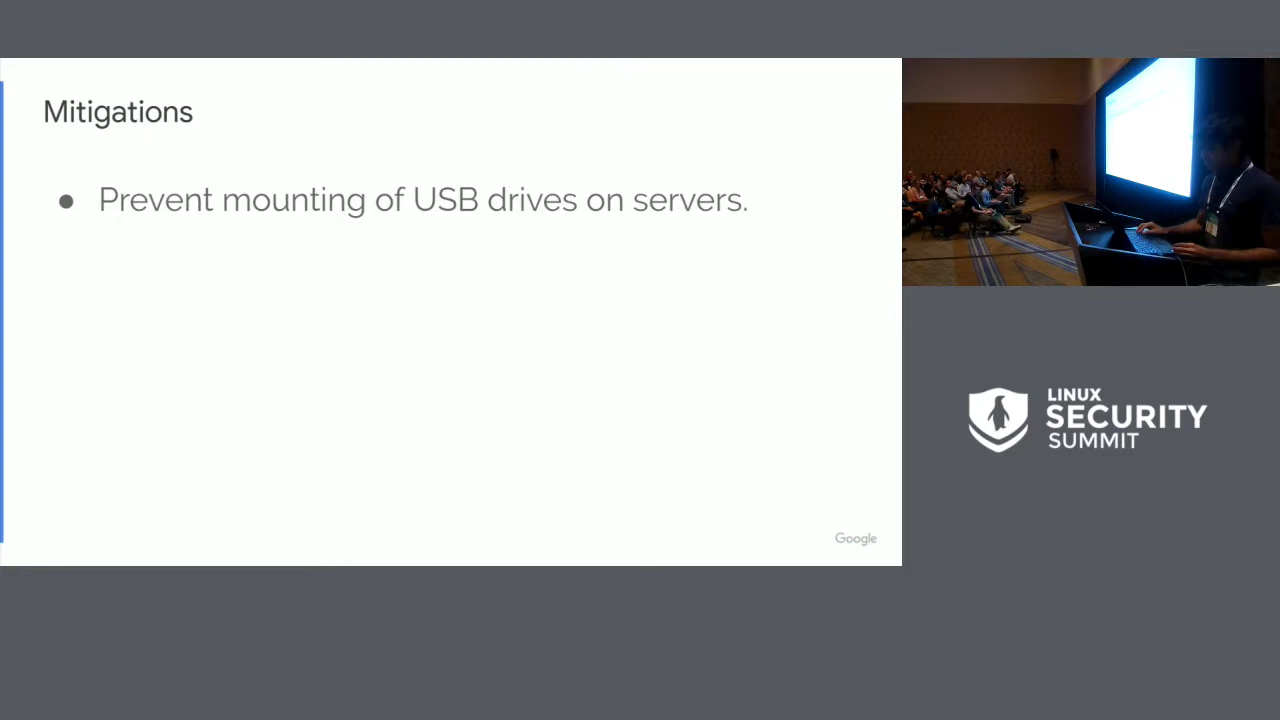 Mitigations
● Prevent mounting of USB drives on servers.
Google
LINUX
SECURITY
SUMMIT